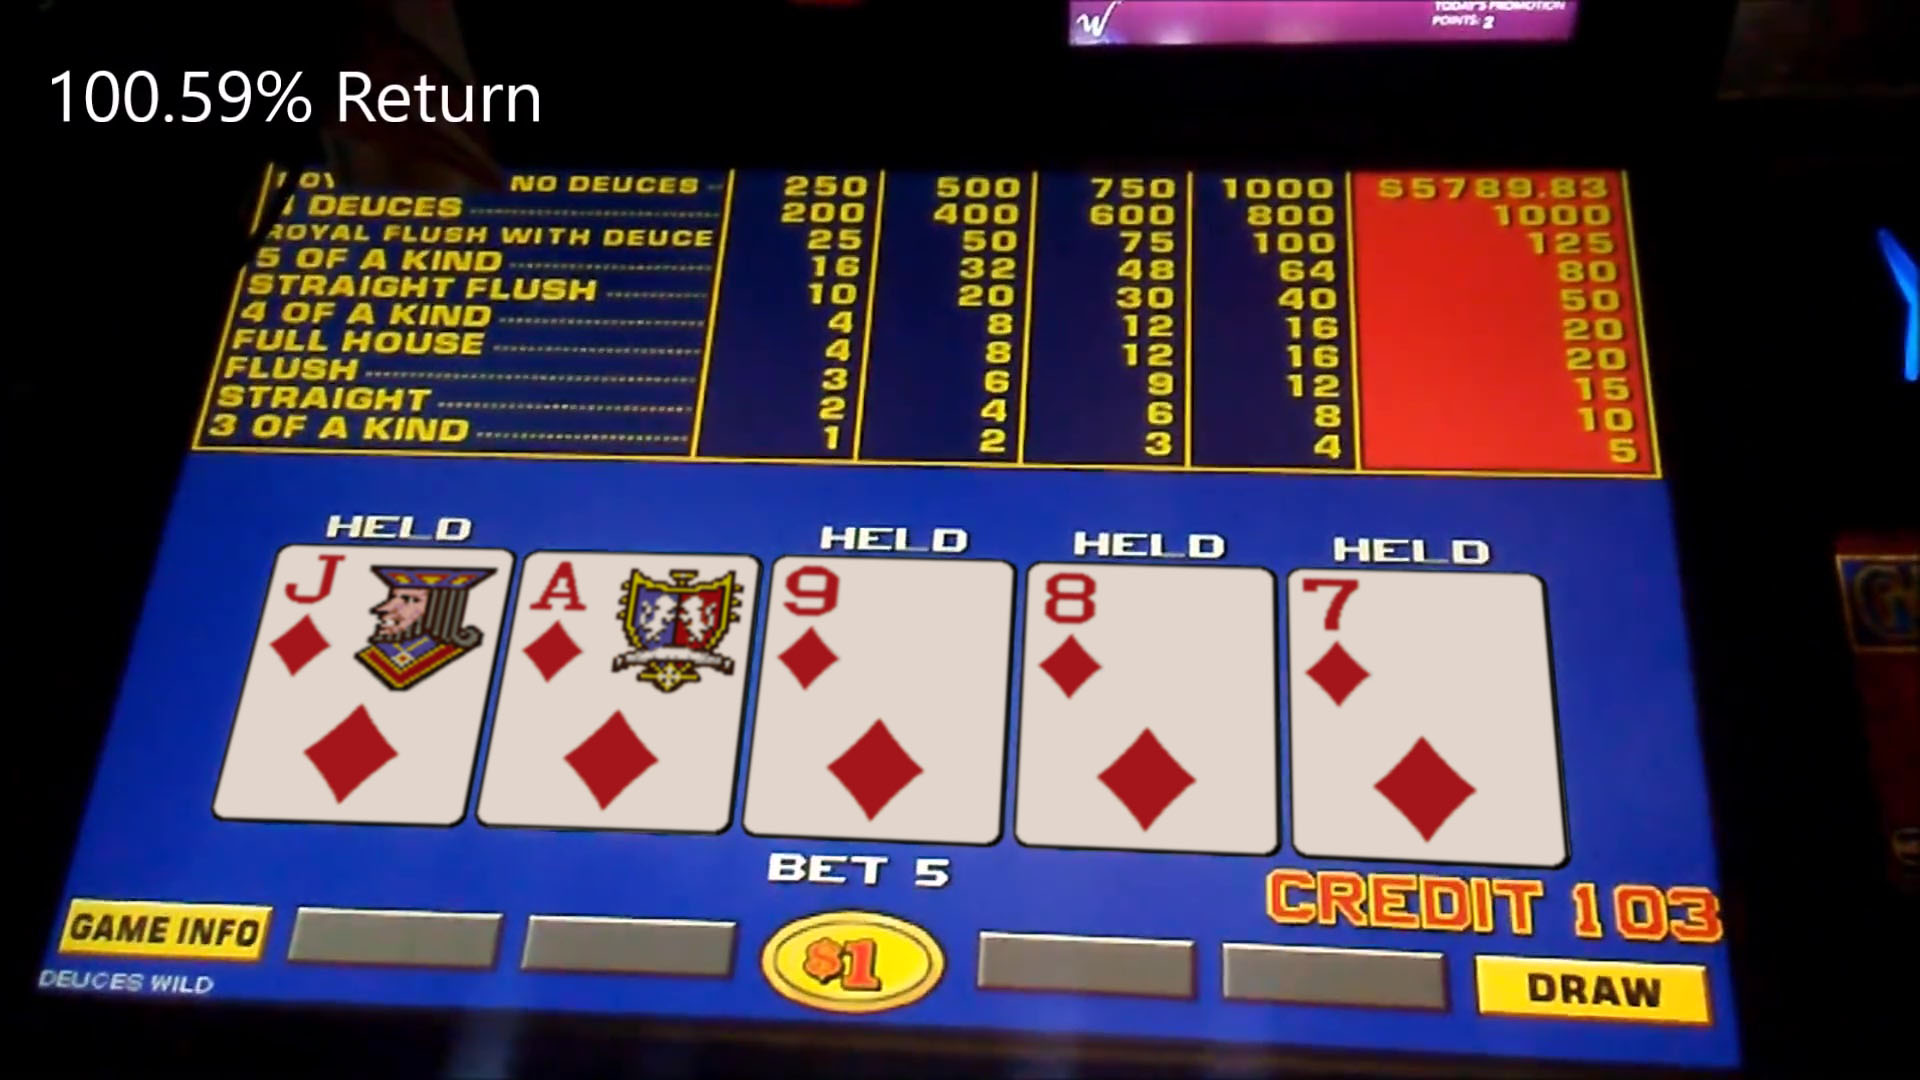 TODAY'S PROMOTION
W
POINTS: 2
100.59% Return
NO DEUCES 250 500 750 1000 $5789.83
DEUCES 200 400 600 800 1000
ROYAL FLUSH WITH DEUCE 25 50 75 100 125
5 OF A KIND 16 32 48 64 80
STRAIGHT FLUSH 10 20 30 40 50
4 OF A KIND 4 8 12 16 20
FULL HOUSE 4 8 12 16 20
FLUSH 3 6 9 12 15
STRAIGHT 2 4 6 8 10
3 OF A KIND 1 2 3 4 5
HELD HELD HELD HELD
J A 9 8 7
BET 5
CREDIT 103
GAME INFO $1 DRAW
DEUCES WILD